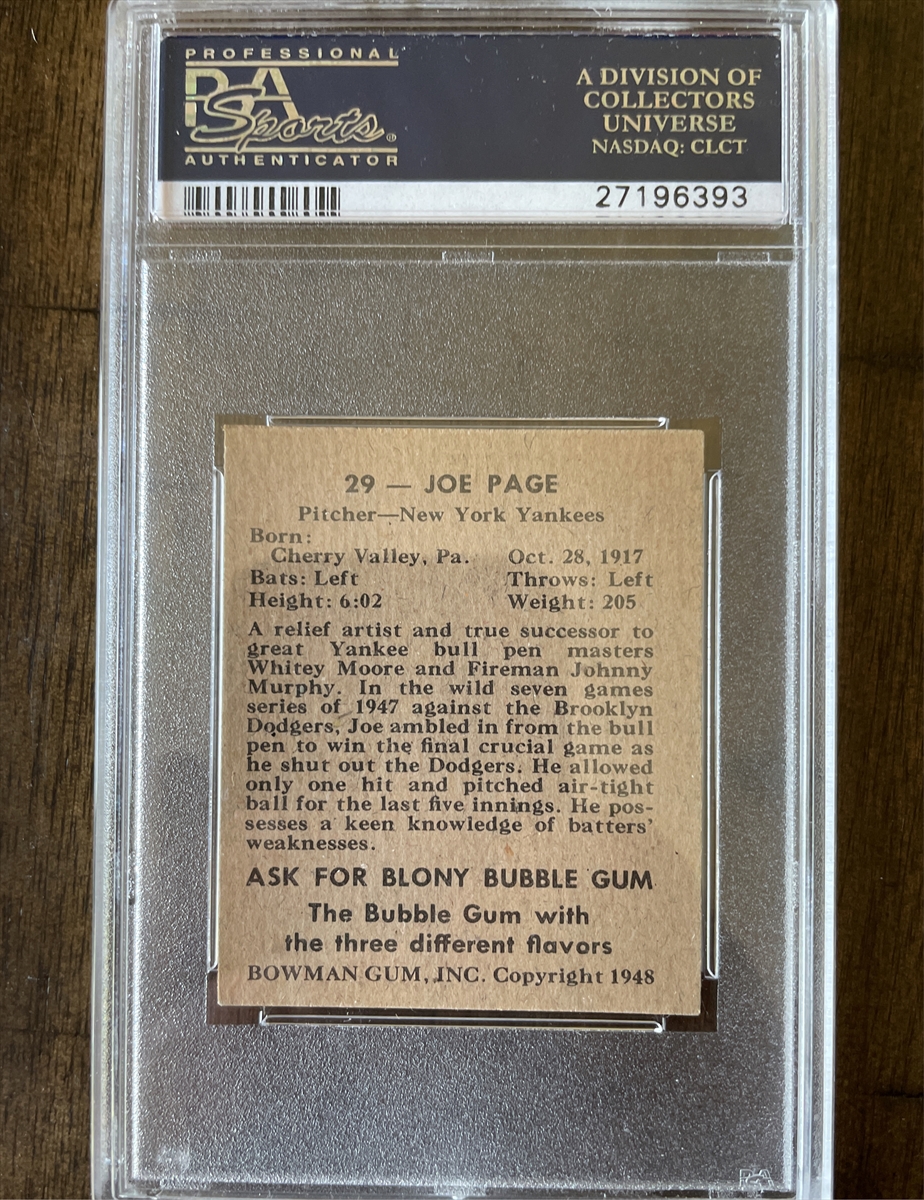 PROFESSIONAL
PSA
Sports®
AUTHENTICATOR
A DIVISION OF
COLLECTORS
UNIVERSE
NASDAQ: CLCT
27196393
29 — JOE PAGE
Pitcher—New York Yankees
Born:
Cherry Valley, Pa. Oct. 28, 1917
Bats: Left Throws: Left
Height: 6:02 Weight: 205
A relief artist and true successor to
great Yankee bull pen masters
Whitey Moore and Fireman Johnny
Murphy. In the wild seven games
series of 1947 against the Brooklyn
Dodgers, Joe ambled in from the bull
pen to win the final crucial game as
he shut out the Dodgers. He allowed
only one hit and pitched air-tight
ball for the last five innings. He pos-
sesses a keen knowledge of batters'
weaknesses.
ASK FOR BLONY BUBBLE GUM
The Bubble Gum with
the three different flavors
BOWMAN GUM, INC. Copyright 1948
PSA